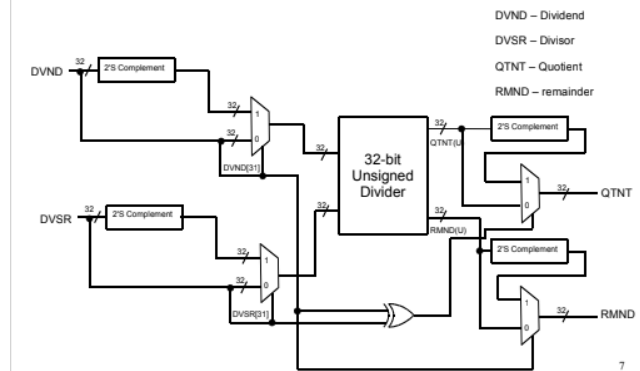 DVND – Dividend
DVSR – Divisor
QTNT – Quotient
RMND – remainder
DVND
32
2'S Complement
32
1
32
0
DVND[31]
32
32-bit
Unsigned
Divider
32
QTNT(U
2'S Complement
1
0
32
QTNT
DVSR
32
2'S Complement
32
1
32
0
DVSR[31]
32
32
RMND(U)
2'S Complement
1
0
32
RMND
7